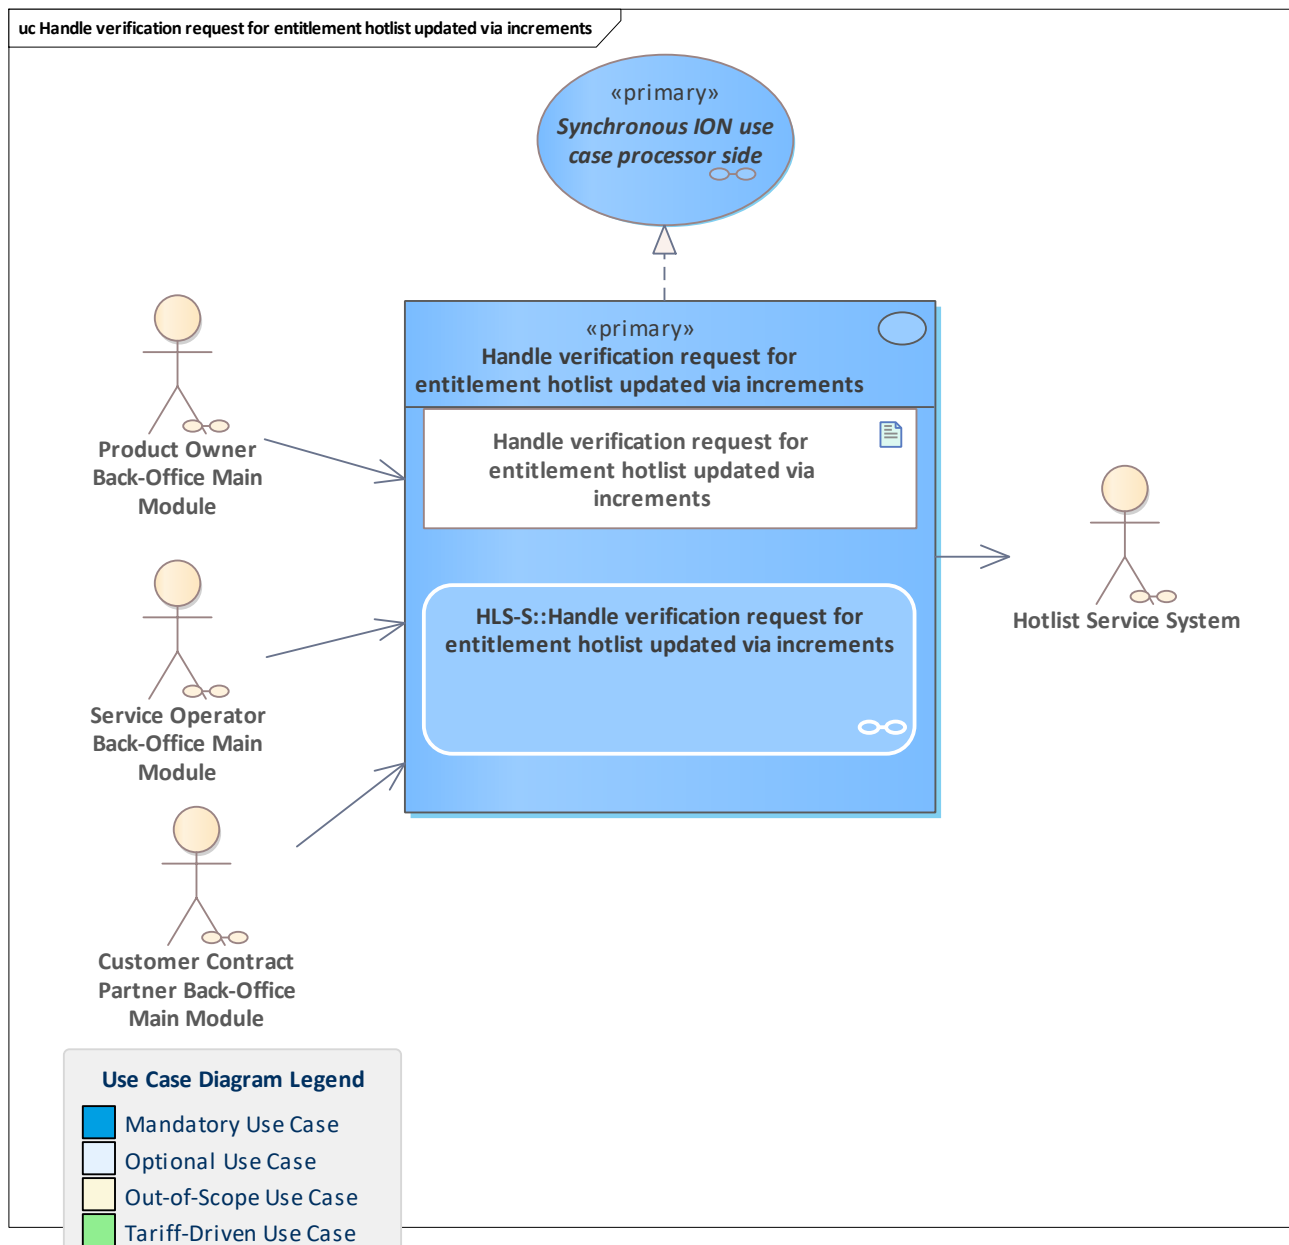 uc Handle verification request for entitlement hotlist updated via increments
«primary»
Synchronous ION use
case processor side
«primary»
Handle verification request for
entitlement hotlist updated via increments
Handle verification request for
entitlement hotlist updated via
increments
HLS-S::Handle verification request for
entitlement hotlist updated via increments
Product Owner
Back-Office Main
Module
Service Operator
Back-Office Main
Module
Customer Contract
Partner Back-Office
Main Module
Hotlist Service System
Use Case Diagram Legend
Mandatory Use Case
Optional Use Case
Out-of-Scope Use Case
Tariff-Driven Use Case